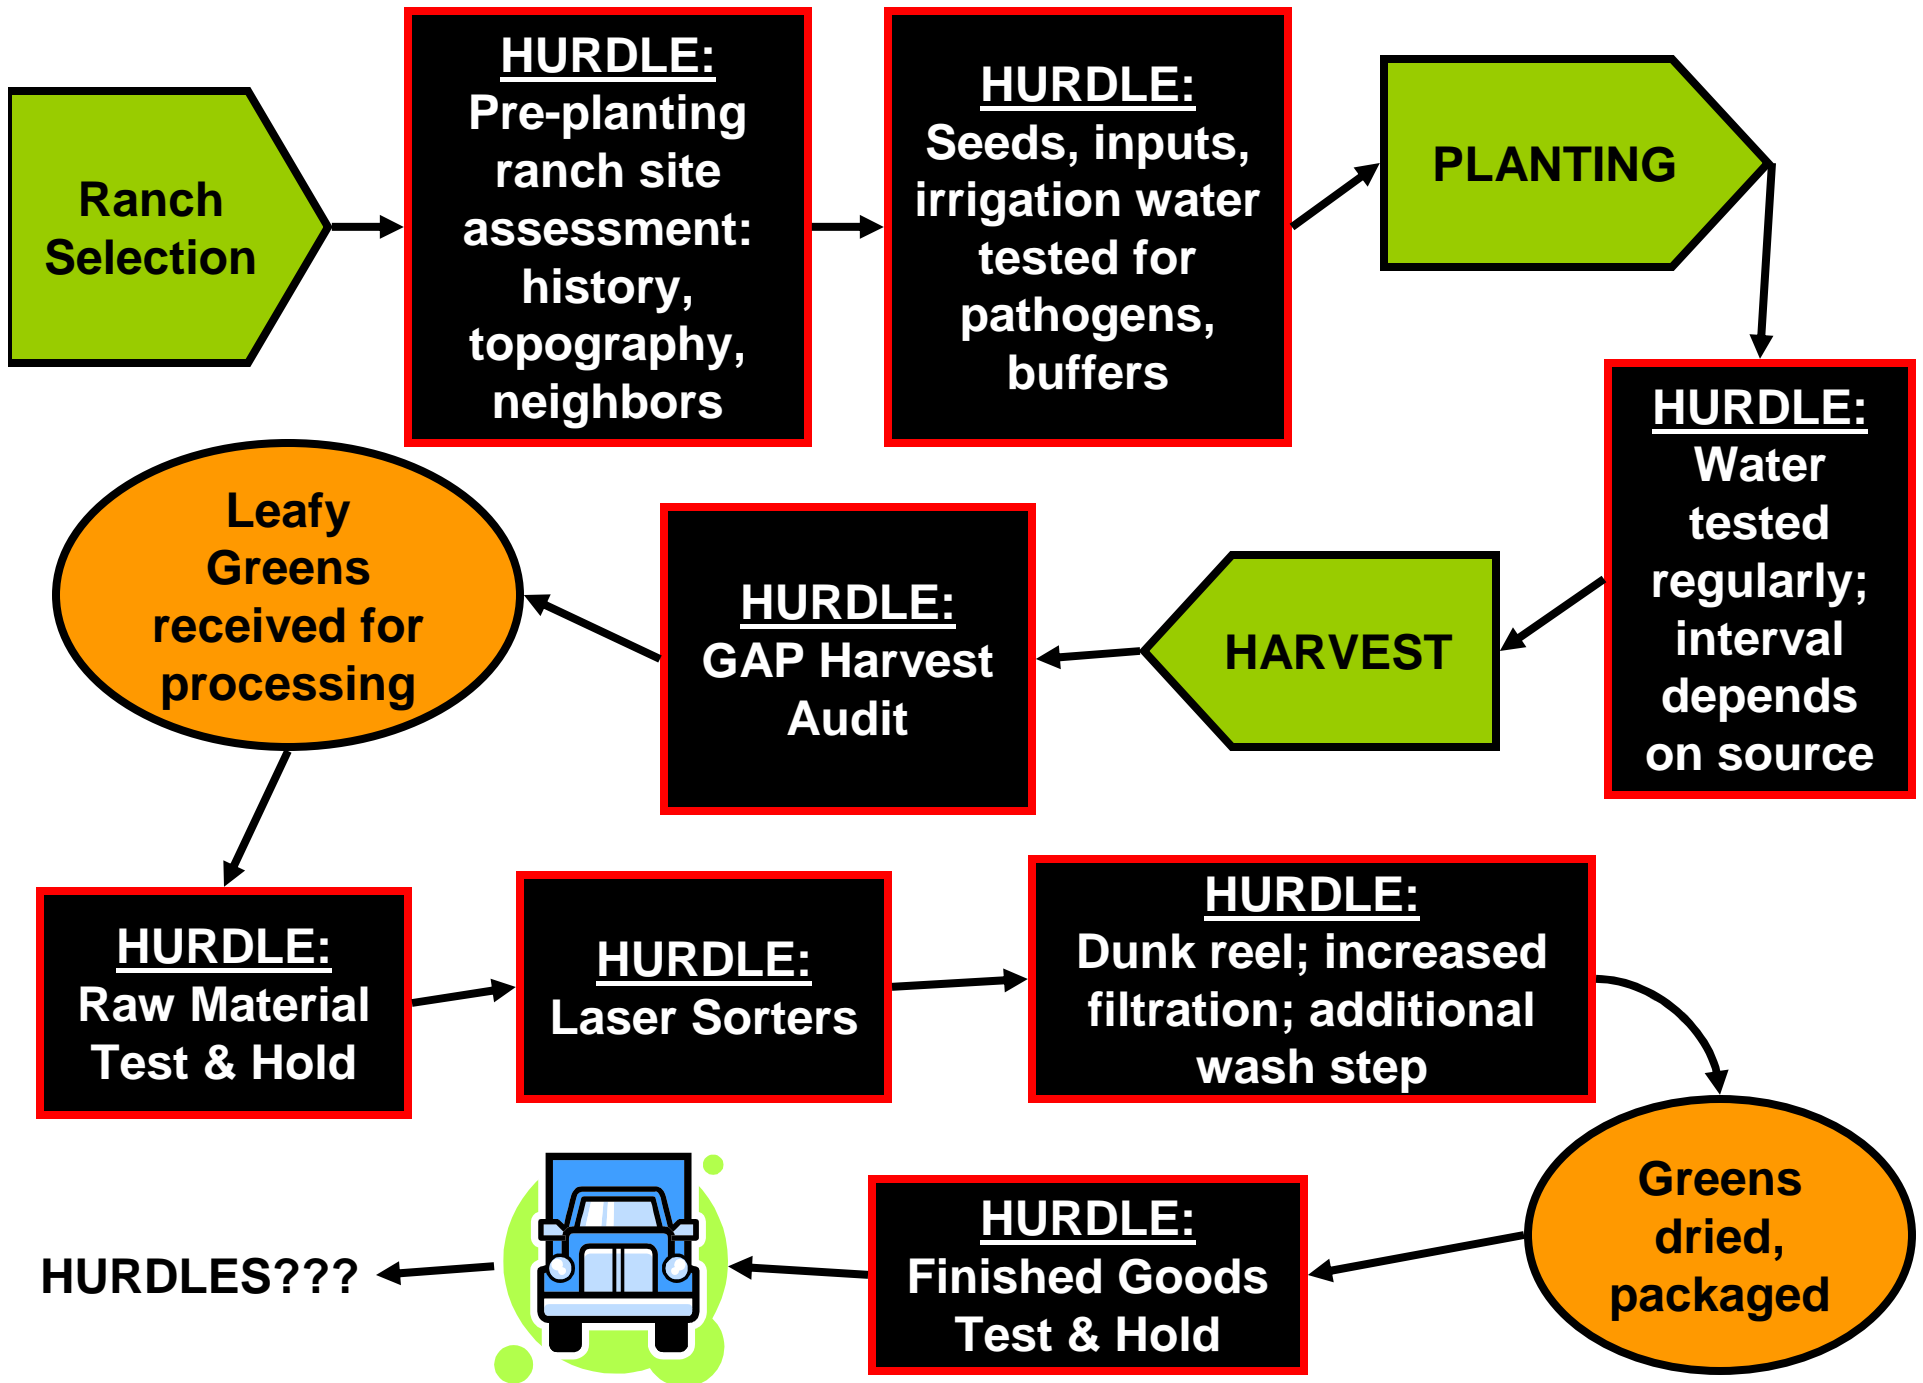 Ranch
Selection
HURDLE:
Pre-planting
ranch site
assessment:
history,
topography,
neighbors
HURDLE:
Seeds, inputs,
irrigation water
tested for
pathogens,
buffers
PLANTING
HURDLE:
Water
tested
regularly;
interval
depends
on source
HARVEST
HURDLE:
GAP Harvest
Audit
Leafy
Greens
received for
processing
HURDLE:
Raw Material
Test & Hold
HURDLE:
Laser Sorters
HURDLE:
Dunk reel; increased
filtration; additional
wash step
Greens
dried,
packaged
HURDLE:
Finished Goods
Test & Hold
HURDLES???